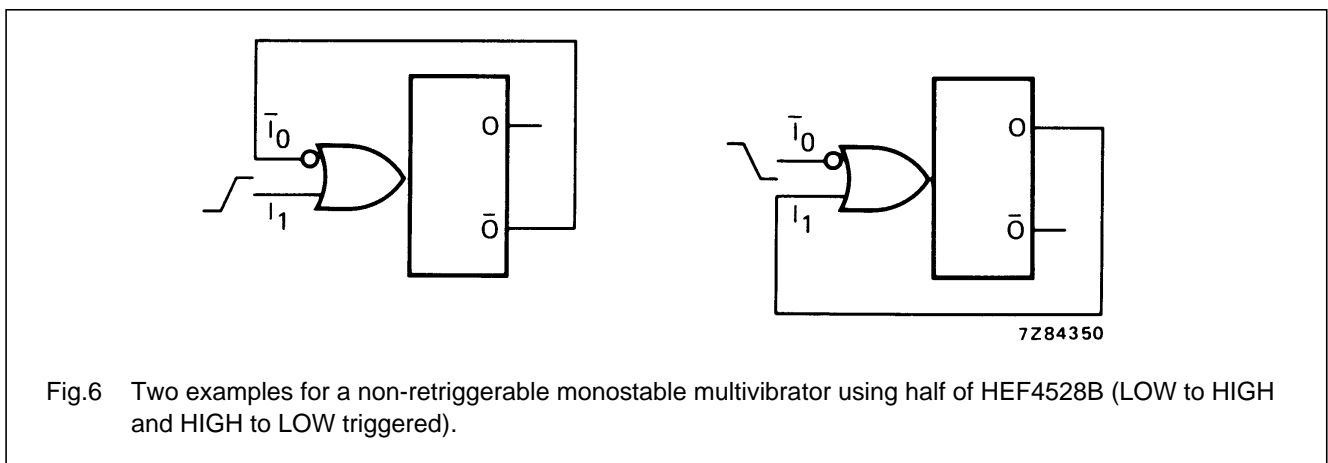 Ī0
I1
O
Ō
Ī0
I1
O
Ō
7Z84350
Fig.6 Two examples for a non-retriggerable monostable multivibrator using half of HEF4528B (LOW to HIGH
and HIGH to LOW triggered).